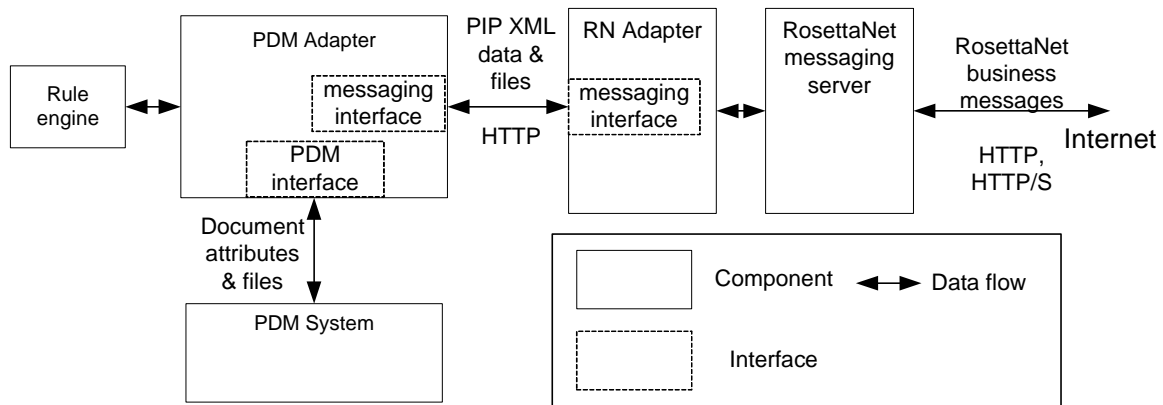 Rule
engine
PDM Adapter
messaging
interface
PDM
interface
Document
attributes
& files
PDM System
PIP XML
data &
files
HTTP
RN Adapter
messaging
interface
RosettaNet
messaging
server
RosettaNet
business
messages
Internet
HTTP,
HTTP/S
Component
Data flow
Interface